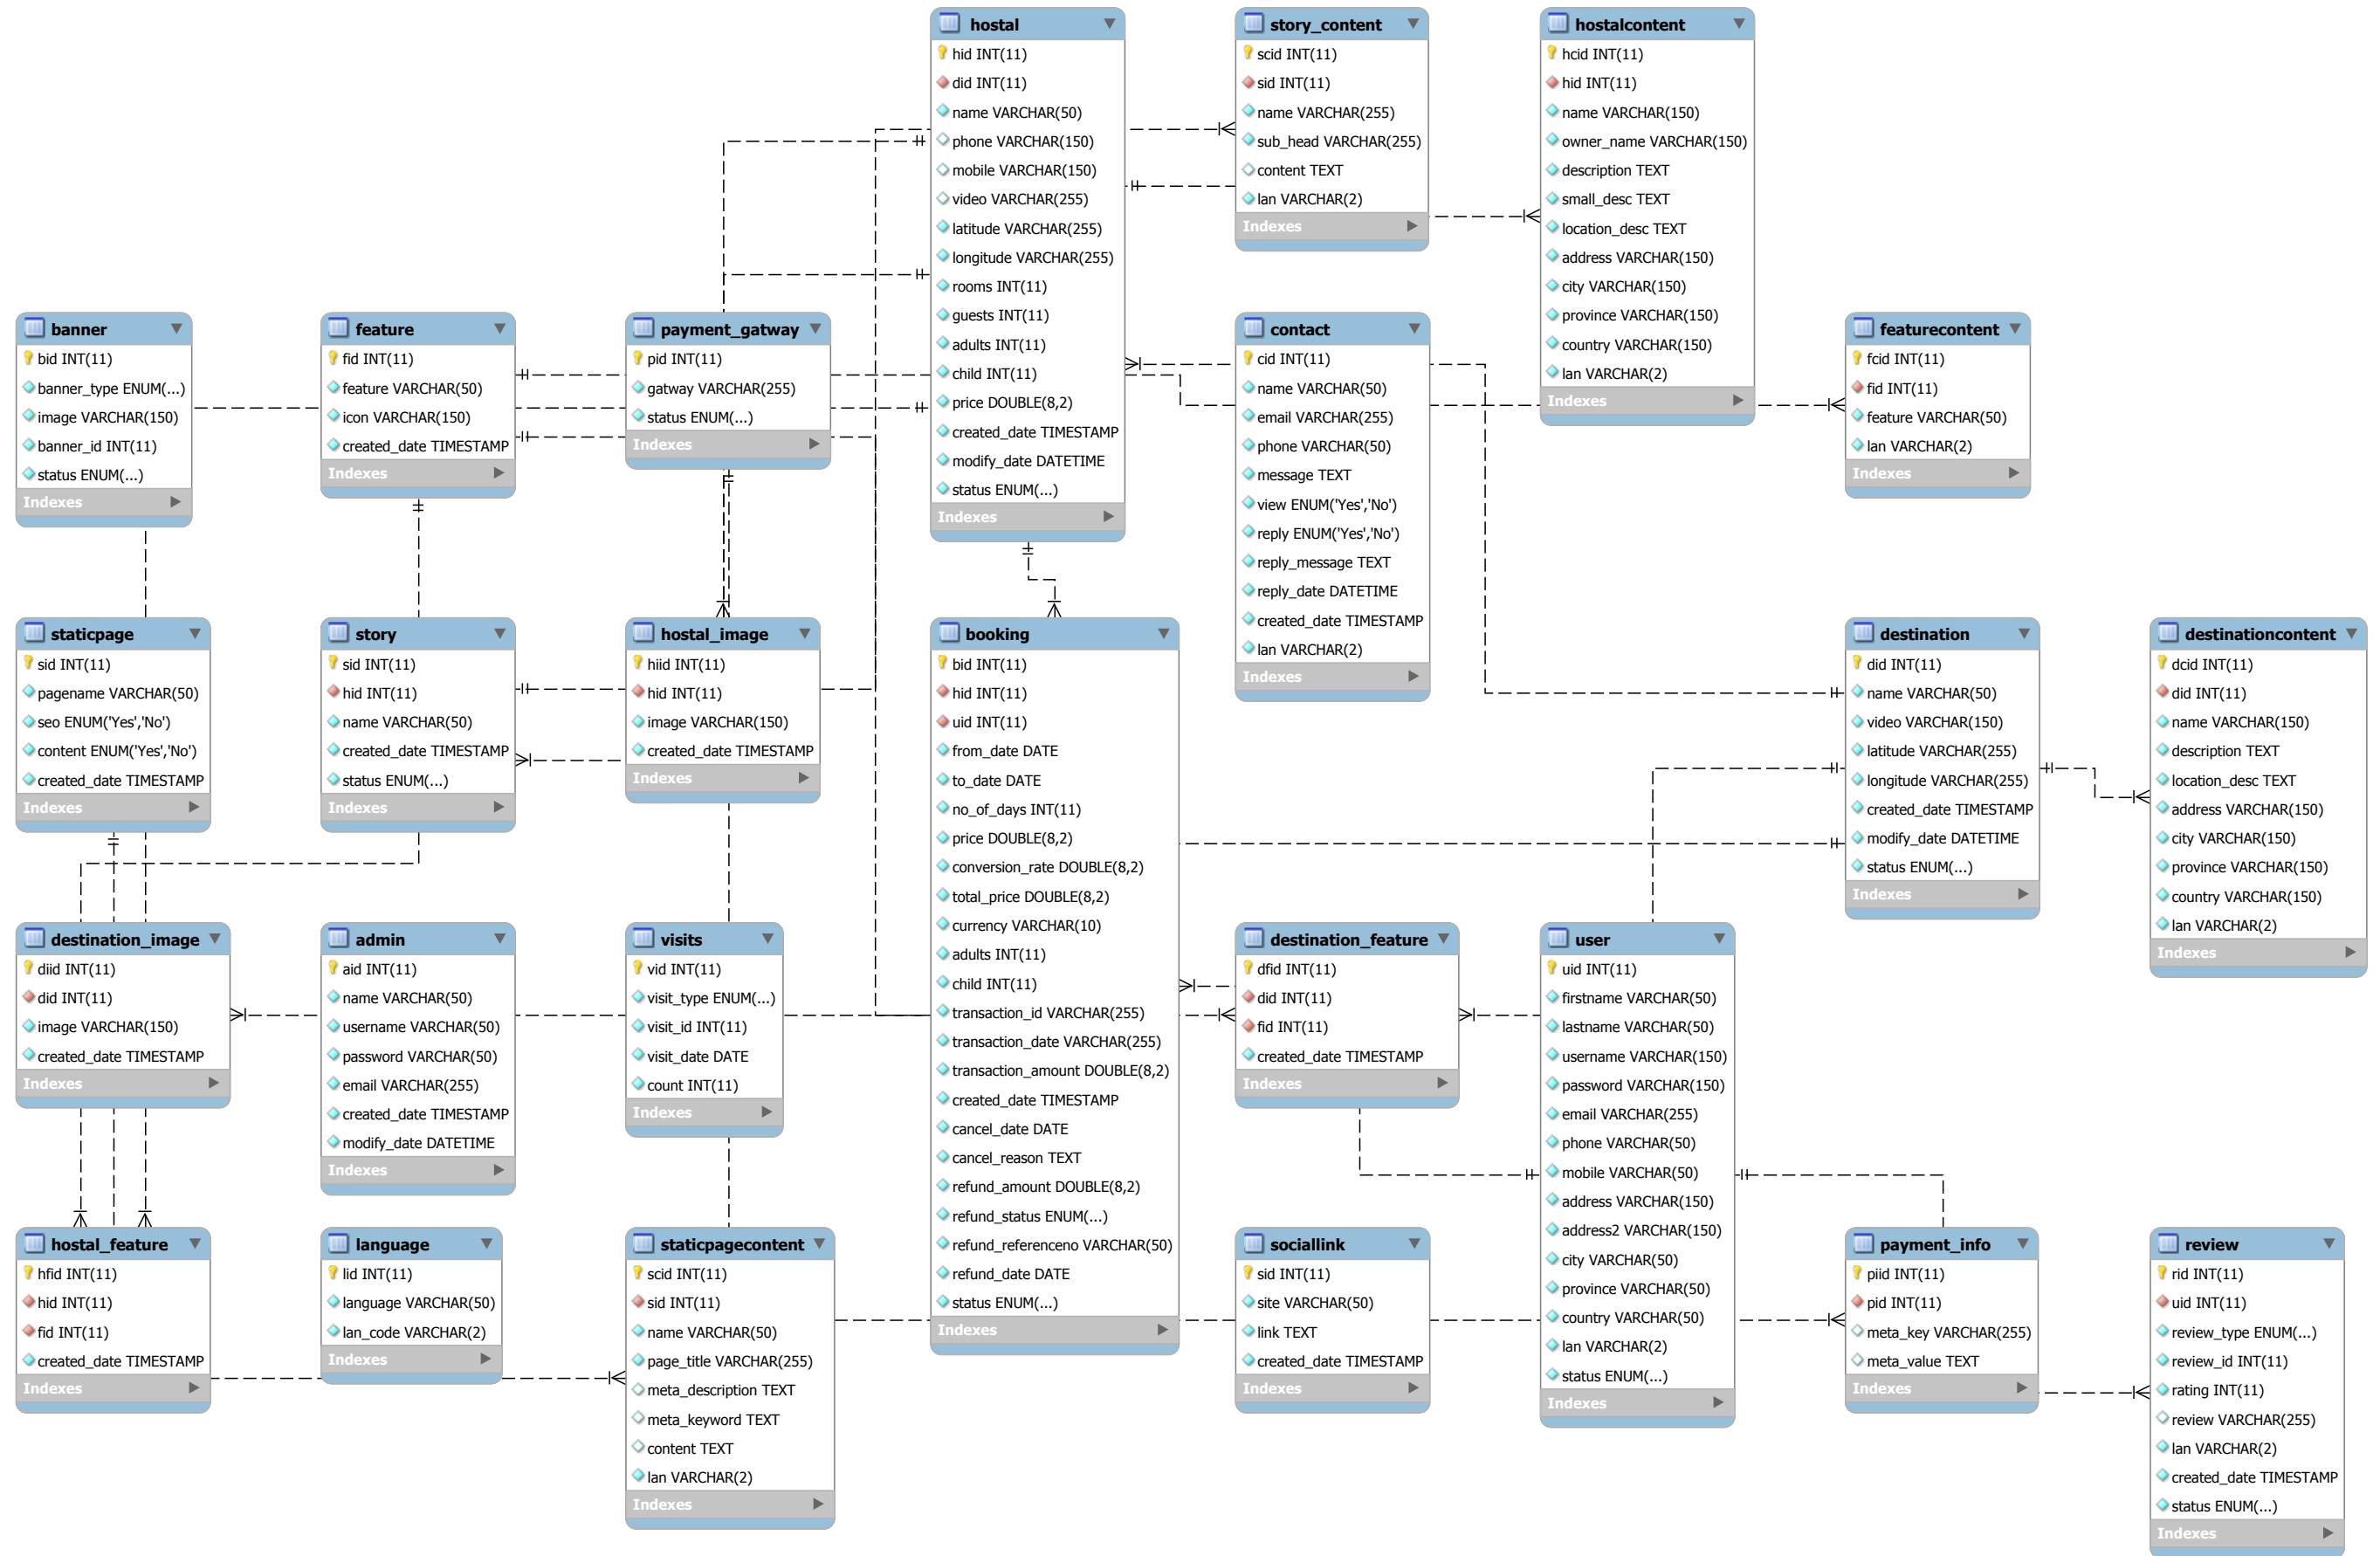 hostal
hid INT(11)
did INT(11)
name VARCHAR(50)
phone VARCHAR(150)
mobile VARCHAR(150)
video VARCHAR(255)
latitude VARCHAR(255)
longitude VARCHAR(255)
rooms INT(11)
guests INT(11)
adults INT(11)
child INT(11)
price DOUBLE(8,2)
created_date TIMESTAMP
modify_date DATETIME
status ENUM(...)
Indexes
story_content
scid INT(11)
sid INT(11)
name VARCHAR(255)
sub_head VARCHAR(255)
content TEXT
lan VARCHAR(2)
Indexes
hostalcontent
hcid INT(11)
hid INT(11)
name VARCHAR(150)
owner_name VARCHAR(150)
description TEXT
small_desc TEXT
location_desc TEXT
address VARCHAR(150)
city VARCHAR(150)
province VARCHAR(150)
country VARCHAR(150)
lan VARCHAR(2)
Indexes
banner
bid INT(11)
banner_type ENUM(...)
image VARCHAR(150)
banner_id INT(11)
status ENUM(...)
Indexes
feature
fid INT(11)
feature VARCHAR(50)
icon VARCHAR(150)
created_date TIMESTAMP
Indexes
payment_gatway
pid INT(11)
gatway VARCHAR(255)
status ENUM(...)
Indexes
contact
cid INT(11)
name VARCHAR(50)
email VARCHAR(255)
phone VARCHAR(50)
message TEXT
view ENUM('Yes','No')
reply ENUM('Yes','No')
reply_message TEXT
reply_date DATETIME
created_date TIMESTAMP
lan VARCHAR(2)
Indexes
featurecontent
fcid INT(11)
fid INT(11)
feature VARCHAR(50)
lan VARCHAR(2)
Indexes
staticpage
sid INT(11)
pagename VARCHAR(50)
seo ENUM('Yes','No')
content ENUM('Yes','No')
created_date TIMESTAMP
Indexes
story
sid INT(11)
hid INT(11)
name VARCHAR(50)
created_date TIMESTAMP
status ENUM(...)
Indexes
hostal_image
hiid INT(11)
hid INT(11)
image VARCHAR(150)
created_date TIMESTAMP
Indexes
booking
bid INT(11)
hid INT(11)
uid INT(11)
from_date DATE
to_date DATE
no_of_days INT(11)
price DOUBLE(8,2)
conversion_rate DOUBLE(8,2)
total_price DOUBLE(8,2)
currency VARCHAR(10)
adults INT(11)
child INT(11)
transaction_id VARCHAR(255)
transaction_date VARCHAR(255)
transaction_amount DOUBLE(8,2)
created_date TIMESTAMP
cancel_date DATE
cancel_reason TEXT
refund_amount DOUBLE(8,2)
refund_status ENUM(...)
refund_referenceno VARCHAR(50)
refund_date DATE
status ENUM(...)
Indexes
destination
did INT(11)
name VARCHAR(50)
video VARCHAR(150)
latitude VARCHAR(255)
longitude VARCHAR(255)
created_date TIMESTAMP
modify_date DATETIME
status ENUM(...)
Indexes
destinationcontent
dcid INT(11)
did INT(11)
name VARCHAR(150)
description TEXT
location_desc TEXT
address VARCHAR(150)
city VARCHAR(150)
province VARCHAR(150)
country VARCHAR(150)
lan VARCHAR(2)
Indexes
destination_image
diid INT(11)
did INT(11)
image VARCHAR(150)
created_date TIMESTAMP
Indexes
admin
aid INT(11)
name VARCHAR(50)
username VARCHAR(50)
password VARCHAR(50)
email VARCHAR(255)
created_date TIMESTAMP
modify_date DATETIME
Indexes
visits
vid INT(11)
visit_type ENUM(...)
visit_id INT(11)
visit_date DATE
count INT(11)
Indexes
destination_feature
dfid INT(11)
did INT(11)
fid INT(11)
created_date TIMESTAMP
Indexes
user
uid INT(11)
firstname VARCHAR(50)
lastname VARCHAR(50)
username VARCHAR(150)
password VARCHAR(150)
email VARCHAR(255)
phone VARCHAR(50)
mobile VARCHAR(50)
address VARCHAR(150)
address2 VARCHAR(150)
city VARCHAR(50)
province VARCHAR(50)
country VARCHAR(50)
lan VARCHAR(2)
status ENUM(...)
Indexes
hostal_feature
hfid INT(11)
hid INT(11)
fid INT(11)
created_date TIMESTAMP
Indexes
language
lid INT(11)
language VARCHAR(50)
lan_code VARCHAR(2)
Indexes
staticpagecontent
scid INT(11)
sid INT(11)
name VARCHAR(50)
page_title VARCHAR(255)
meta_description TEXT
meta_keyword TEXT
content TEXT
lan VARCHAR(2)
Indexes
sociallink
sid INT(11)
site VARCHAR(50)
link TEXT
created_date TIMESTAMP
Indexes
payment_info
piid INT(11)
pid INT(11)
meta_key VARCHAR(255)
meta_value TEXT
Indexes
review
rid INT(11)
uid INT(11)
review_type ENUM(...)
review_id INT(11)
rating INT(11)
review VARCHAR(255)
lan VARCHAR(2)
created_date TIMESTAMP
status ENUM(...)
Indexes